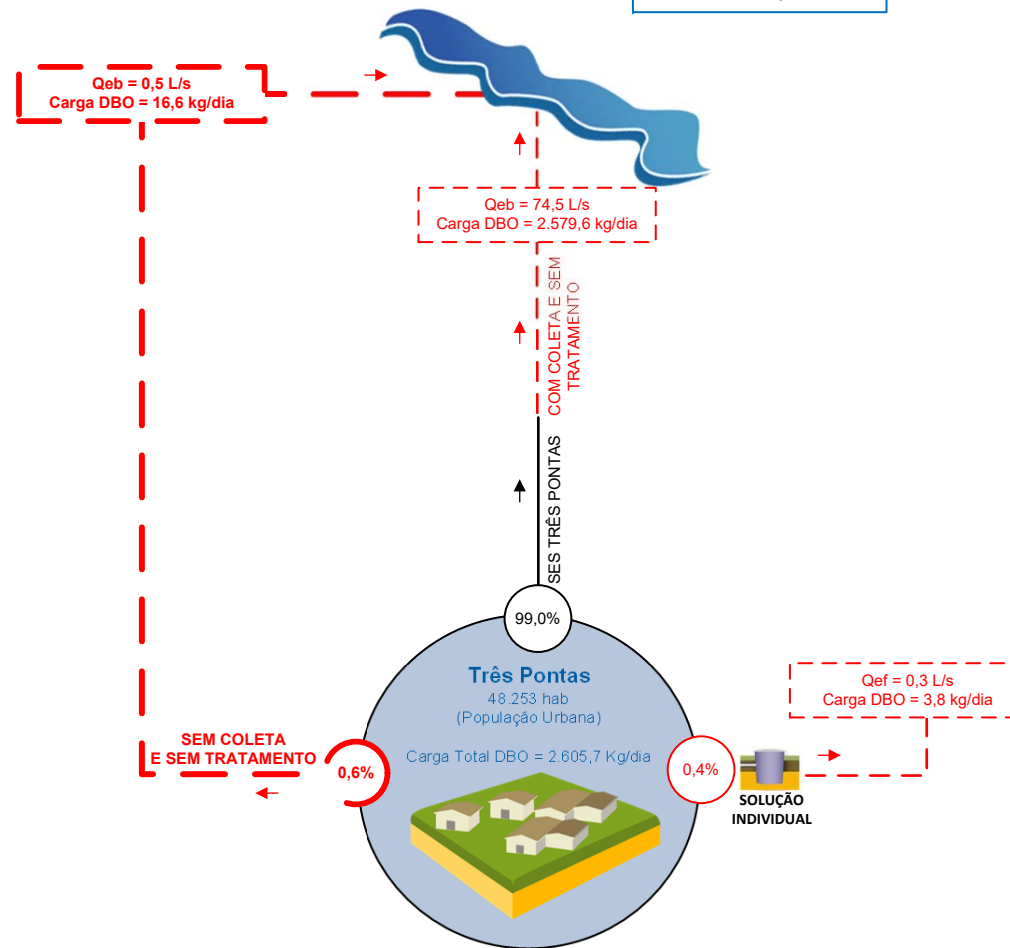 Qeb = 0,5 L/s
Carga DBO = 16,6 kg/dia
Qeb = 74,5 L/s
Carga DBO = 2.579,6 kg/dia
COM COLETA E SEM
TRATAMENTO
SES TRÊS PONTAS
99,0%
Três Pontas
48.253 hab
(População Urbana)
Carga Total DBO = 2.605,7 Kg/dia
SEM COLETA
E SEM TRATAMENTO
0,6%
0,4%
Qef = 0,3 L/s
Carga DBO = 3,8 kg/dia
SOLUÇÃO
INDIVIDUAL